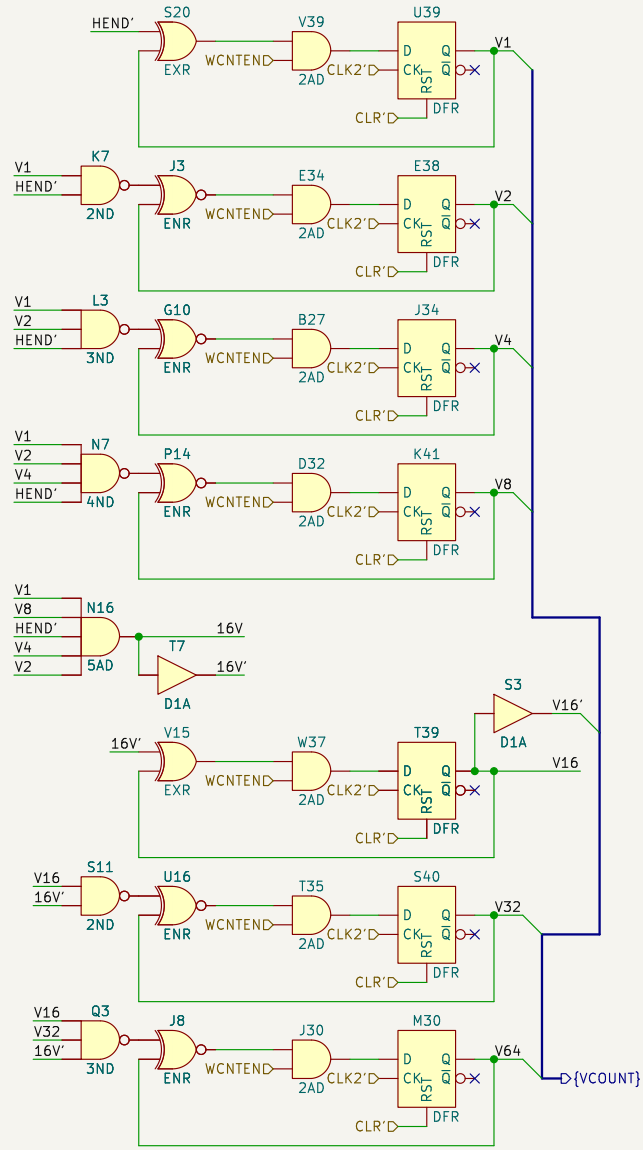 S20 V39 U39
HEND' D Q V1
WCNTEND CLK2' CK Q
EXR 2AD RST DFR
CLR'
K7 J3 E34 E38
V1
HEND' D Q V2
WCNTEND CLK2' CK Q
2ND ENR 2AD RST DFR
CLR'
L3 G10 B27 J34
V1
V2 D Q V4
HEND' WCNTEND CLK2' CK Q
3ND ENR 2AD RST DFR
CLR'
N7 P14 D32 K41
V1
V2
V4 D Q V8
HEND' WCNTEND CLK2' CK Q
4ND ENR 2AD RST DFR
CLR'
N16
V1
V8
HEND' 16V
V4 T7
V2 16V'
5AD D1A
S3
V16'
D1A
V15 W37 T39
16V' D Q V16
WCNTEND CLK2' CK Q
EXR 2AD RST DFR
CLR'
S11 U16 T35 S40
V16
16V' D Q V32
WCNTEND CLK2' CK Q
2ND ENR 2AD RST DFR
CLR'
Q3 J8 J30 M30
V16
V32
16V' D Q V64
WCNTEND CLK2' CK Q {VCOUNT}
3ND ENR 2AD RST DFR
CLR'